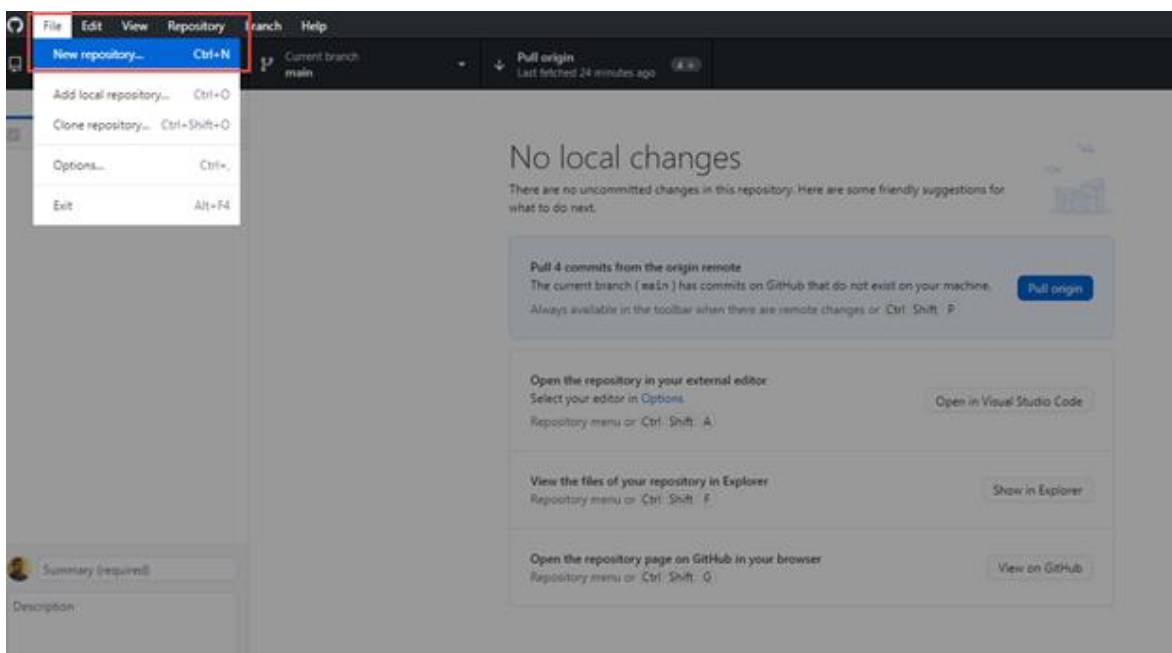 File Edit View Repository Branch Help
New repository... Ctrl+N
Add local repository... Ctrl+O
Clone repository... Ctrl+Shift+O
Options... Ctrl+,
Exit Alt+F4
Current branch
main
Pull origin
Last fetched 24 minutes ago
4
No local changes
There are no uncommitted changes in this repository. Here are some friendly suggestions for
what to do next.
Pull 4 commits from the origin remote
The current branch (main) has commits on GitHub that do not exist on your machine.
Always available in the toolbar when there are remote changes or Ctrl Shift P
Pull origin
Open the repository in your external editor
Select your editor in Options
Repository menu or Ctrl Shift A
Open in Visual Studio Code
View the files of your repository in Explorer
Repository menu or Ctrl Shift F
Show in Explorer
Open the repository page on GitHub in your browser
Repository menu or Ctrl Shift G
View on GitHub
Summary (required)
Description